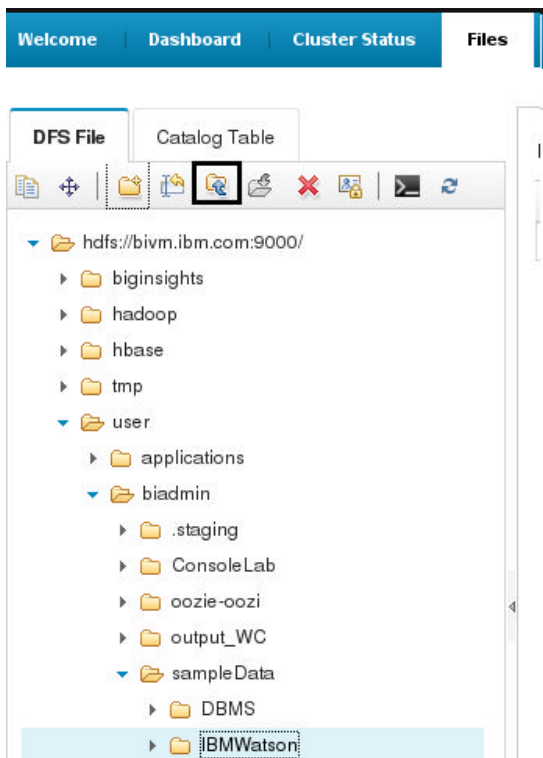 Welcome Dashboard Cluster Status Files
DFS File Catalog Table
hdfs://bivm.ibm.com:9000/
biginsights
hadoop
hbase
tmp
user
applications
biadmin
.staging
ConsoleLab
oozie-oozi
output_WC
sampleData
DBMS
IBMWatson